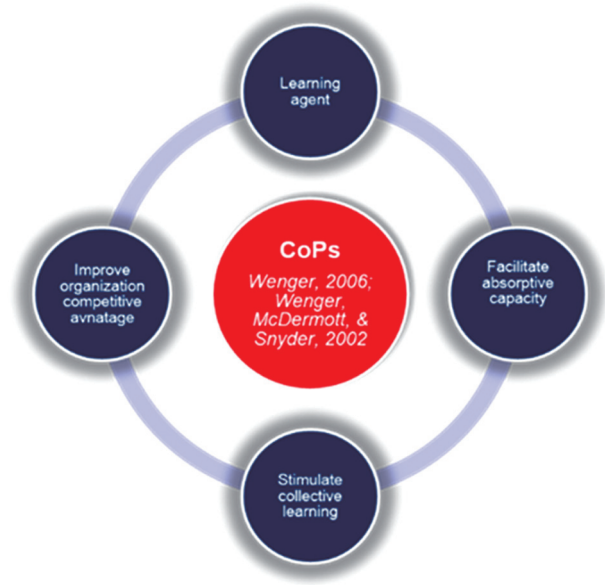 Learning
agent
Improve
organization
competitive
avnatage
CoPs
Wenger, 2006;
Wenger,
McDermott, &
Snyder, 2002
Facilitate
absorptive
capacity
Stimulate
collective
learning